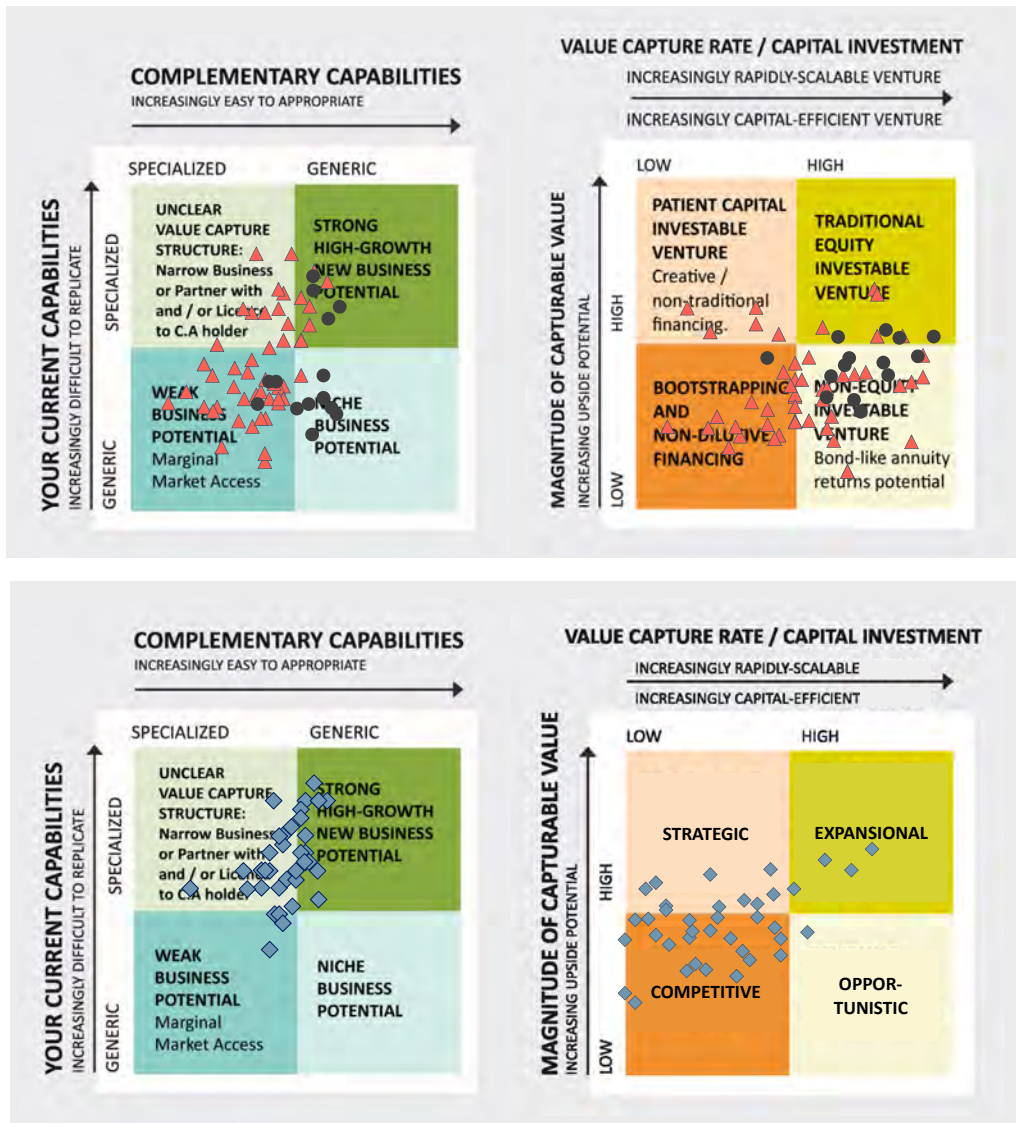 COMPLEMENTARY CAPABILITIES
INCREASINGLY EASY TO APPROPRIATE
SPECIALIZED
GENERIC
YOUR CURRENT CAPABILITIES
INCREASINGLY DIFFICULT TO REPLICATE
SPECIALIZED
GENERIC
UNCLEAR
VALUE CAPTURE
STRUCTURE:
Narrow Business
or Partner with
and / or Licence
to C.A holder
STRONG
HIGH-GROWTH
NEW BUSINESS
POTENTIAL
WEAK
BUSINESS
POTENTIAL
Marginal
Market Access
NICHE
BUSINESS
POTENTIAL
VALUE CAPTURE RATE / CAPITAL INVESTMENT
INCREASINGLY RAPIDLY-SCALABLE VENTURE
INCREASINGLY CAPITAL-EFFICIENT VENTURE
LOW
HIGH
MAGNITUDE OF CAPTURABLE VALUE
INCREASING UPSIDE POTENTIAL
HIGH
LOW
PATIENT CAPITAL
INVESTABLE
VENTURE
Creative /
non-traditional
financing.
TRADITIONAL
EQUITY
INVESTABLE
VENTURE
BOOTSTRAPPING
AND
NON-DILUTIVE
FINANCING
NON-EQUITY
INVESTABLE
VENTURE
Bond-like annuity
returns potential
COMPLEMENTARY CAPABILITIES
INCREASINGLY EASY TO APPROPRIATE
SPECIALIZED
GENERIC
YOUR CURRENT CAPABILITIES
INCREASINGLY DIFFICULT TO REPLICATE
SPECIALIZED
GENERIC
UNCLEAR
VALUE CAPTURE
STRUCTURE:
Narrow Business
or Partner with
and / or Licence
to C.A holder
STRONG
HIGH-GROWTH
NEW BUSINESS
POTENTIAL
WEAK
BUSINESS
POTENTIAL
Marginal
Market Access
NICHE
BUSINESS
POTENTIAL
VALUE CAPTURE RATE / CAPITAL INVESTMENT
INCREASINGLY RAPIDLY-SCALABLE
INCREASINGLY CAPITAL-EFFICIENT
LOW
HIGH
MAGNITUDE OF CAPTURABLE VALUE
INCREASING UPSIDE POTENTIAL
HIGH
LOW
STRATEGIC
EXPANSIONAL
COMPETITIVE
OPPOR-
TUNISTIC